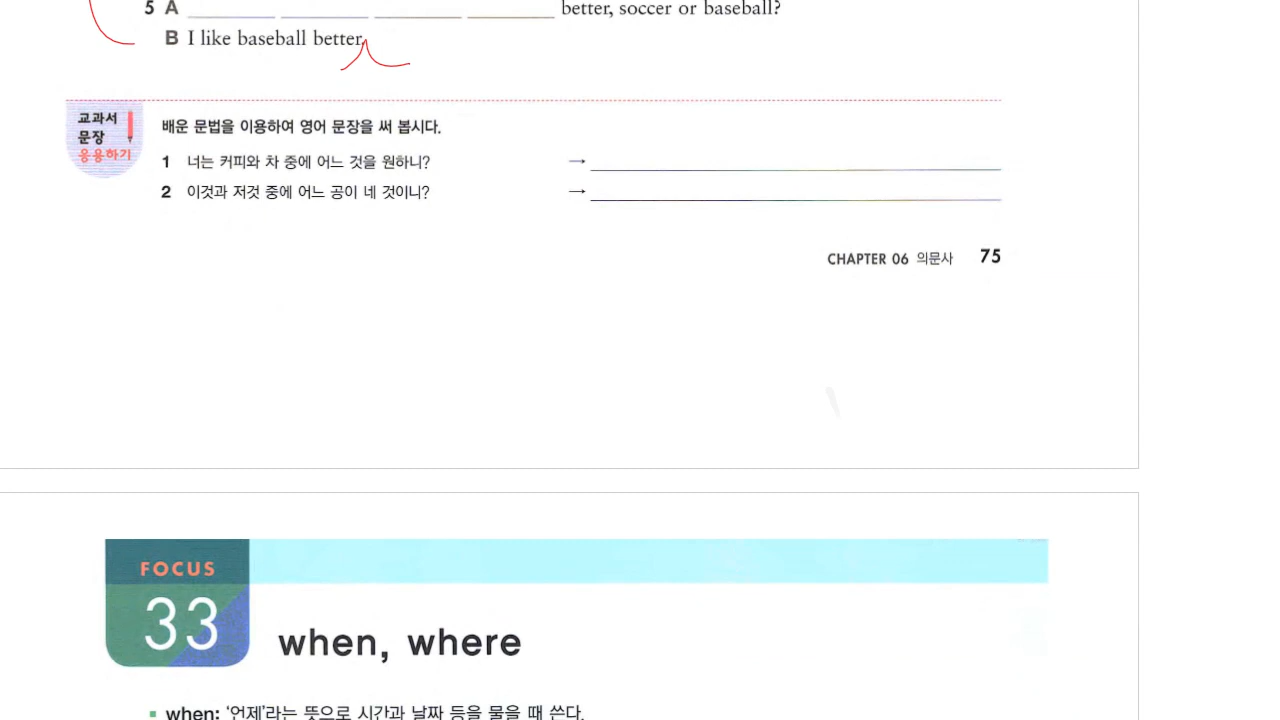 5 A ____ ____ ____ ____ better, soccer or baseball?
B I like baseball better.
교과서
문장
응용하기
배운 문법을 이용하여 영어 문장을 써 봅시다.
1 너는 커피와 차 중에 어느 것을 원하니? →
2 이것과 저것 중에 어느 공이 네 것이니? →
CHAPTER 06 의문사 75
FOCUS
33
when, where
when: '언제'라는 뜻으로 시간과 날짜 등을 물을 때 쓴다.